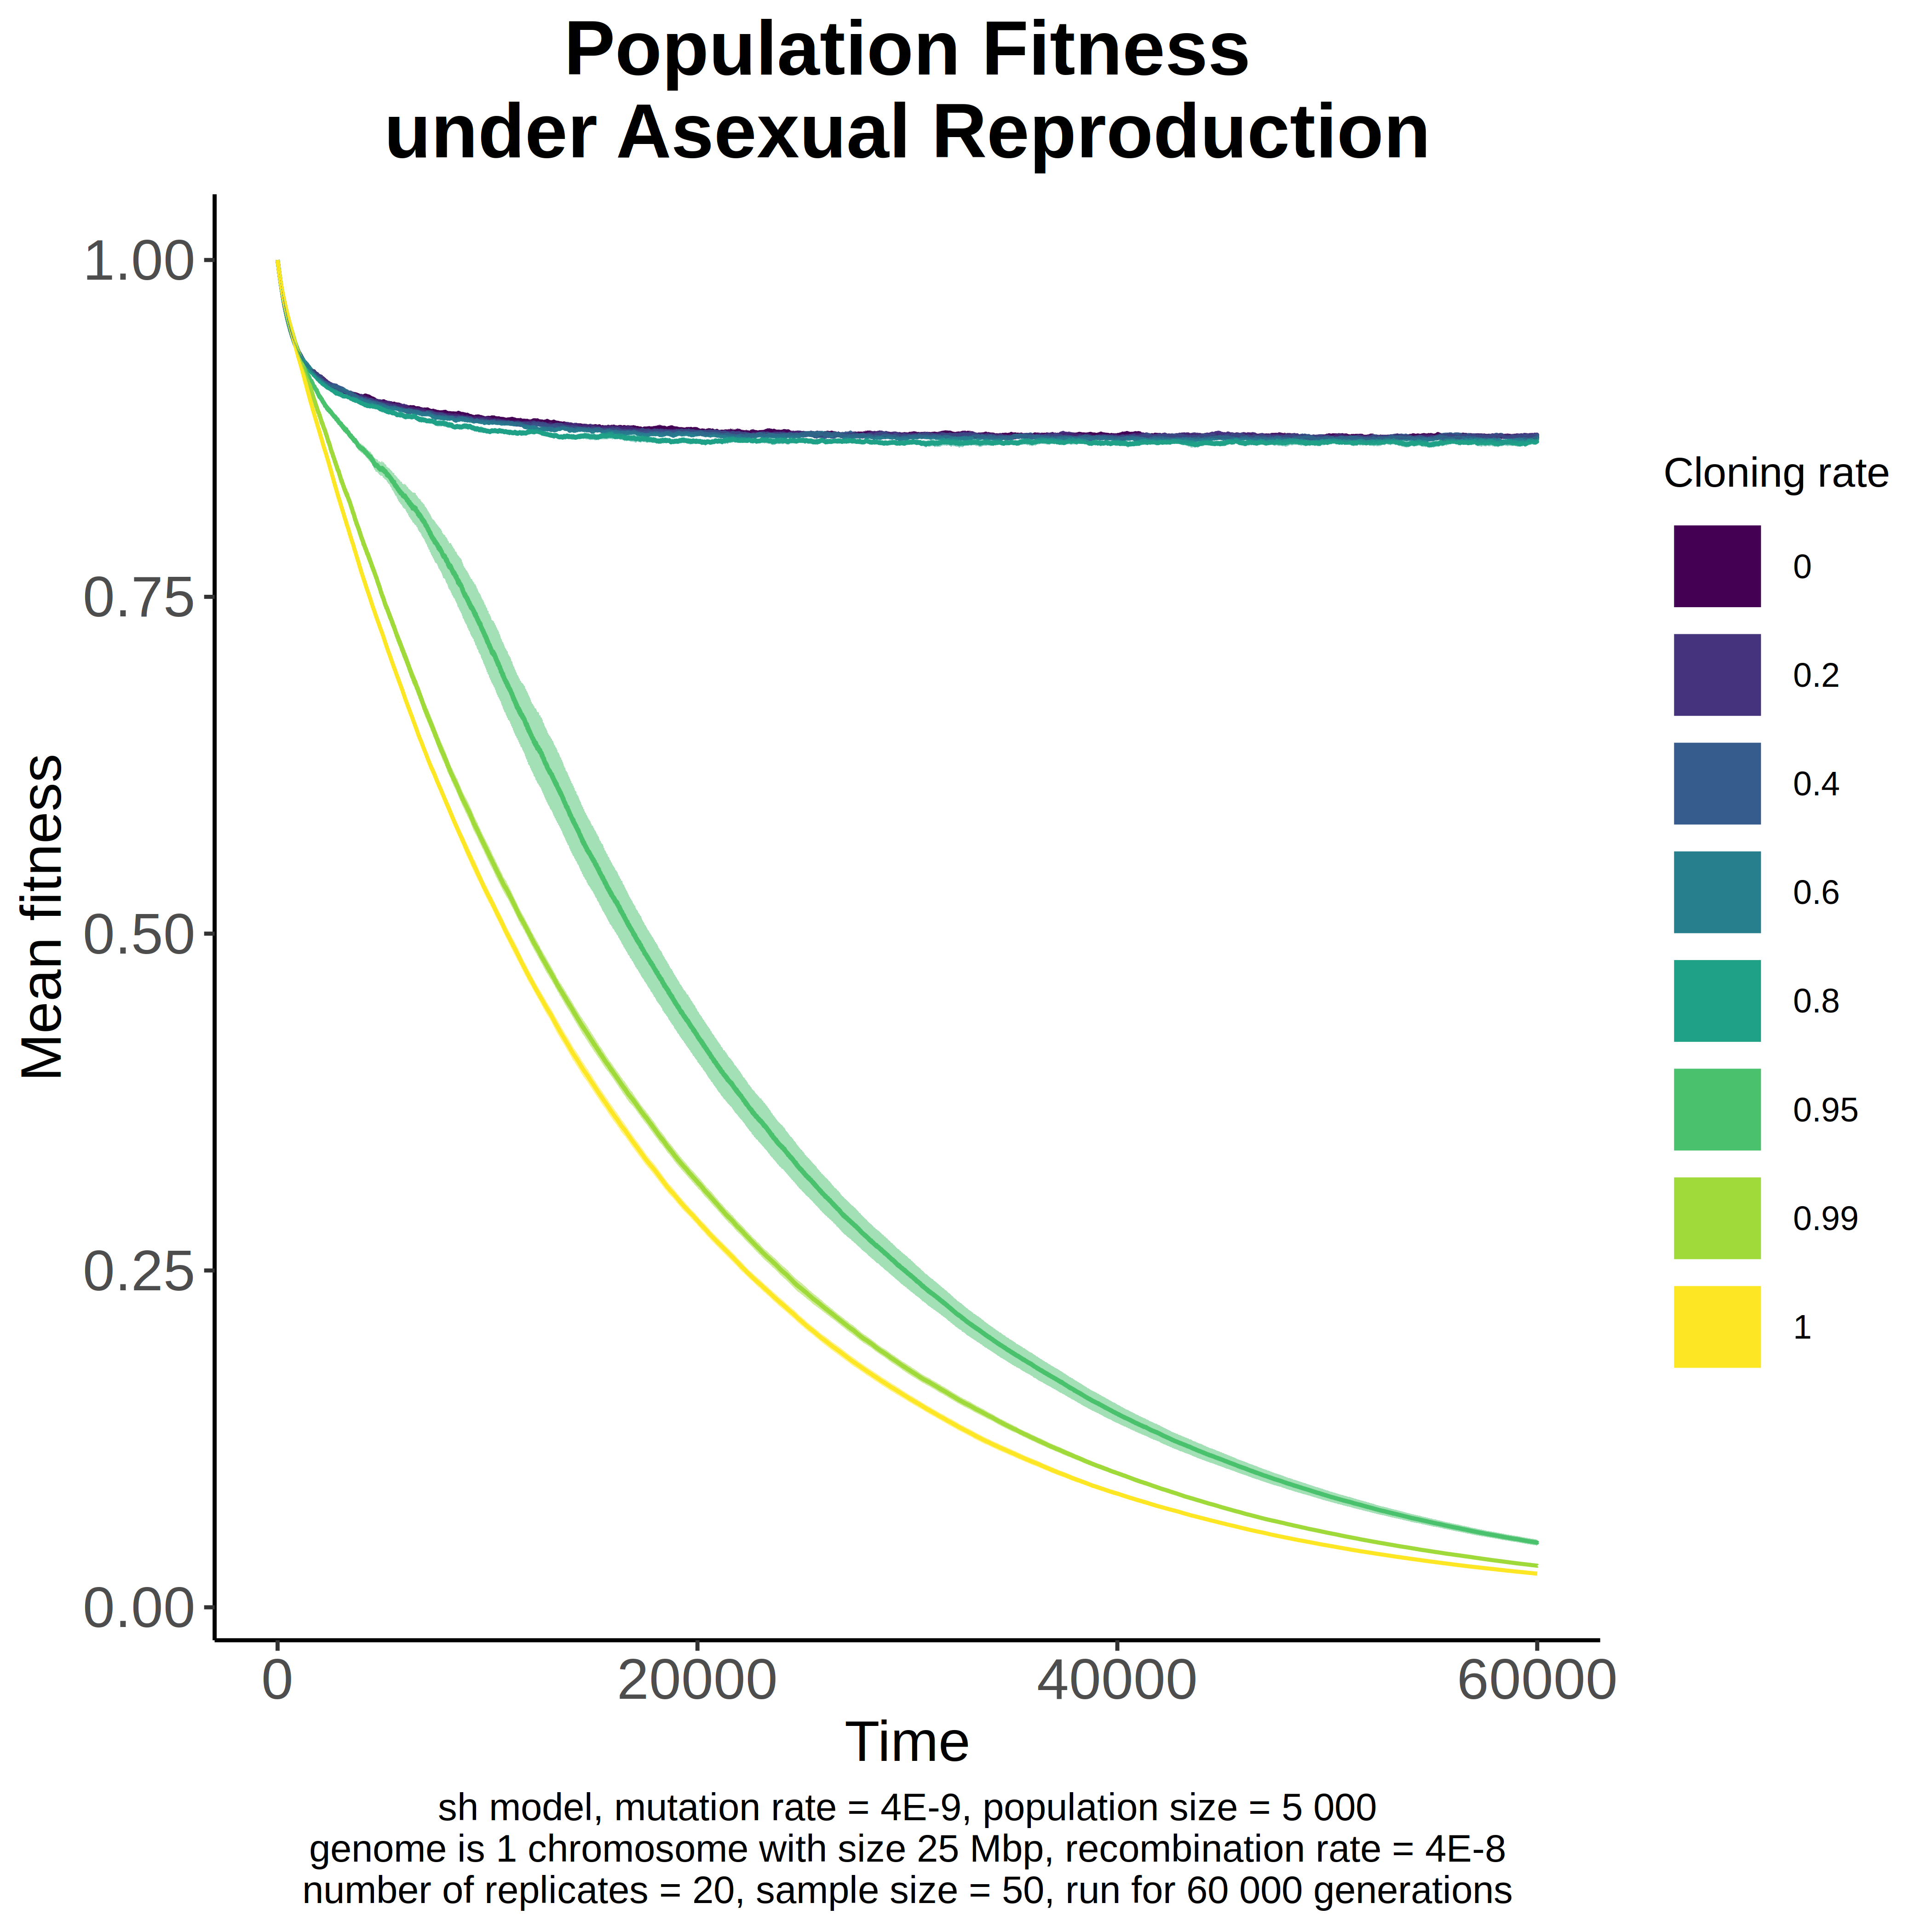 Population Fitness
under Asexual Reproduction
Mean fitness
1.00
0.75
0.50
0.25
0.00
0
20000
40000
60000
Time
Cloning rate
0
0.2
0.4
0.6
0.8
0.95
0.99
1
sh model, mutation rate = 4E-9, population size = 5 000
genome is 1 chromosome with size 25 Mbp, recombination rate = 4E-8
number of replicates = 20, sample size = 50, run for 60 000 generations